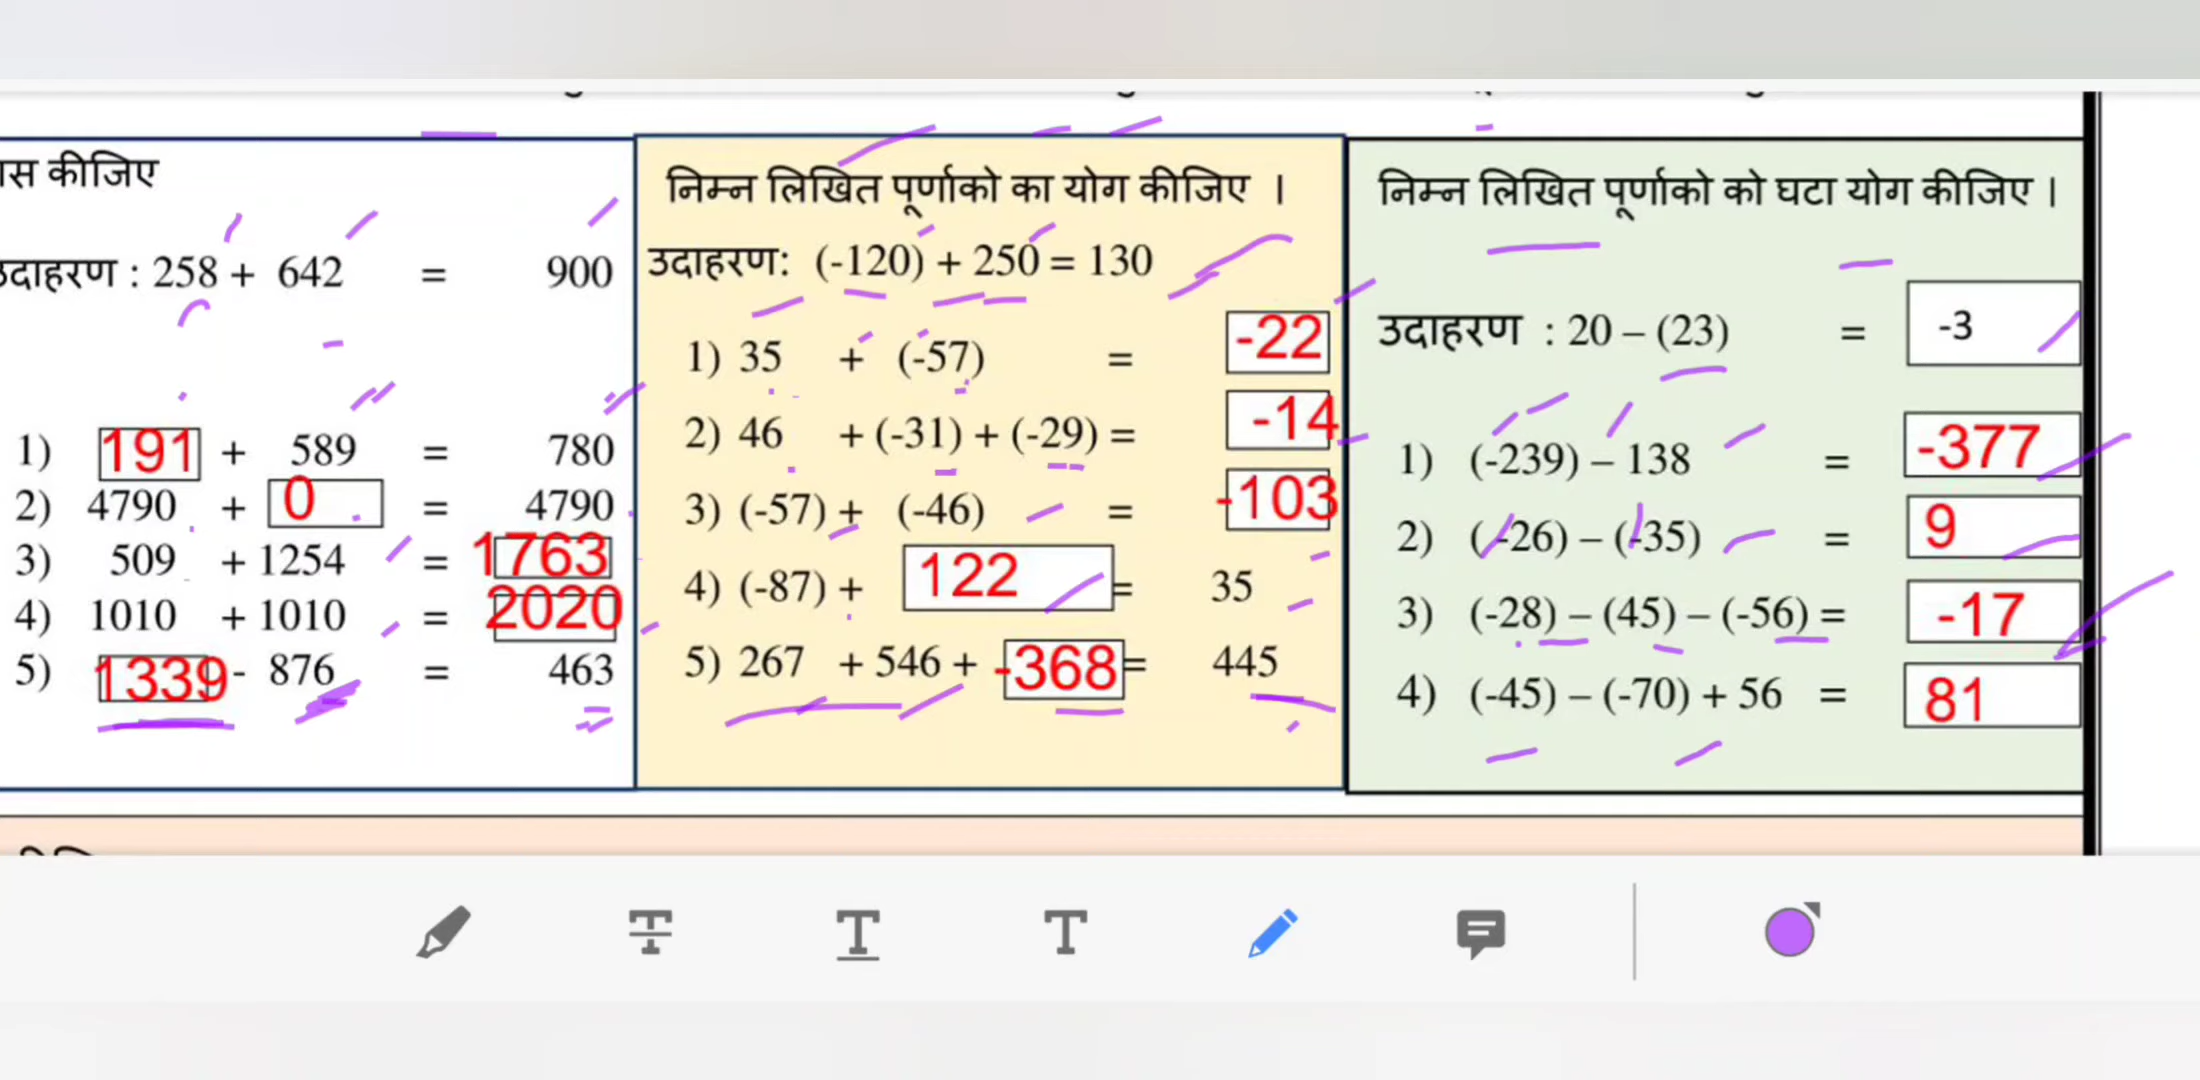 कीजिए
उदाहरण : 258 + 642 = 900
1) 191 + 589 = 780
2) 4790 + 0 = 4790
3) 509 + 1254 = 1763
4) 1010 + 1010 = 2020
5) 1339 - 876 = 463
निम्न लिखित पूर्णाको का योग कीजिए ।
उदाहरण: (-120) + 250 = 130
1) 35 + (-57) = -22
2) 46 + (-31) + (-29) = -14
3) (-57) + (-46) = -103
4) (-87) + 122 = 35
5) 267 + 546 + -368 = 445
निम्न लिखित पूर्णाको को घटा योग कीजिए ।
उदाहरण : 20 – (23) = -3
1) (-239) – 138 = -377
2) (-26) – (-35) = 9
3) (-28) – (45) – (-56) = -17
4) (-45) – (-70) + 56 = 81